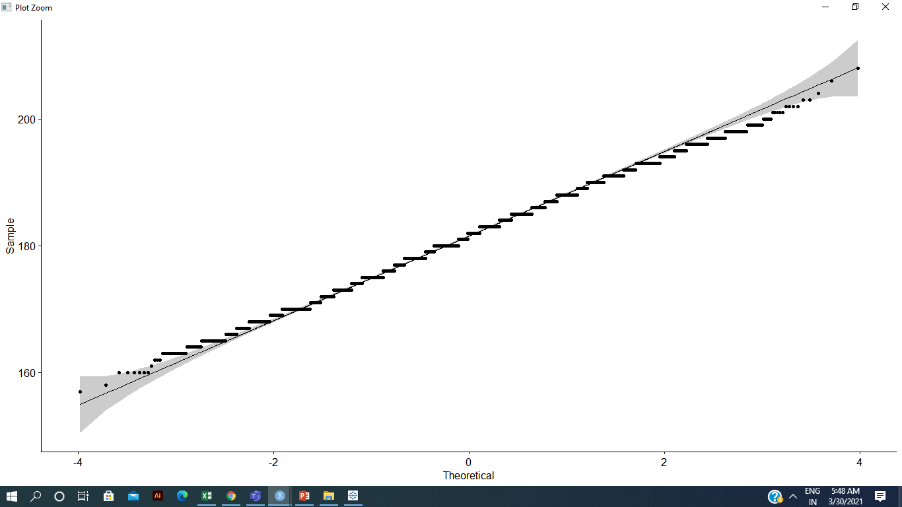 Plot Zoom
200
180
160
Sample
-4
-2
0
2
4
Theoretical
Ai
ENG
IN
5:48 AM
3/30/2021